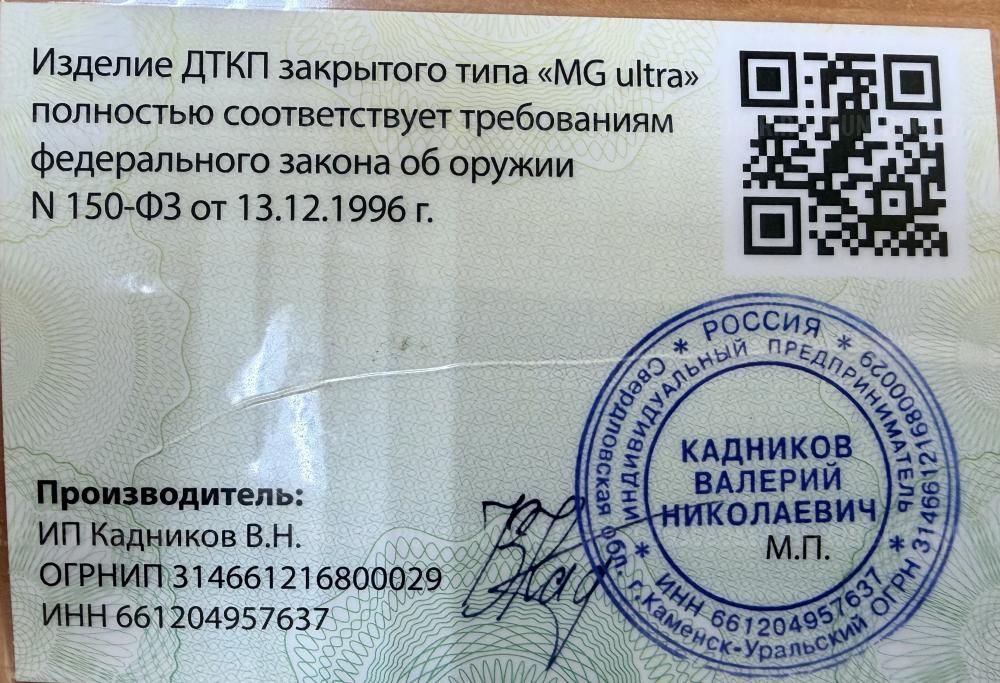 Изделие ДТКП закрытого типа «MG ultra»
полностью соответствует требованиям
федерального закона об оружии
N 150-ФЗ от 13.12.1996 г.
Производитель:
ИП Кадников В.Н.
ОГРНИП 314661216800029
ИНН 661204957637
* РОССИЯ *
Свердловская обл. г.Каменск-Уральский ОГРН 314661216800029
ИНДИВИДУАЛЬНЫЙ ПРЕДПРИНИМАТЕЛЬ
* ИНН 661204957637 *
КАДНИКОВ
ВАЛЕРИЙ
НИКОЛАЕВИЧ
М.П.